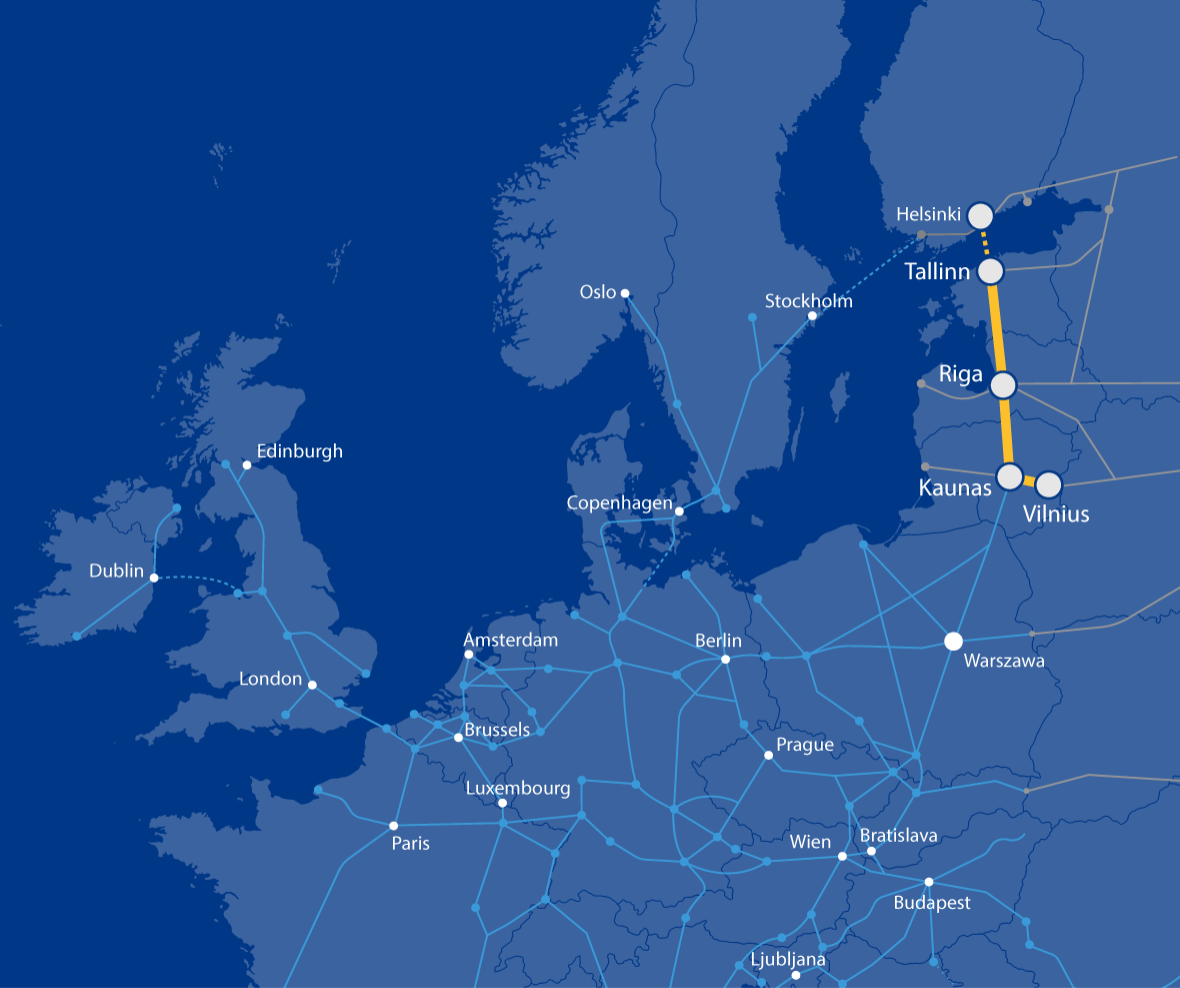 Helsinki
Tallinn
Oslo
Stockholm
Riga
Edinburgh
Kaunas
Copenhagen
Vilnius
Dublin
Amsterdam
Berlin
Warszawa
London
Brussels
Prague
Luxembourg
Paris
Wien
Bratislava
Budapest
Ljubljana